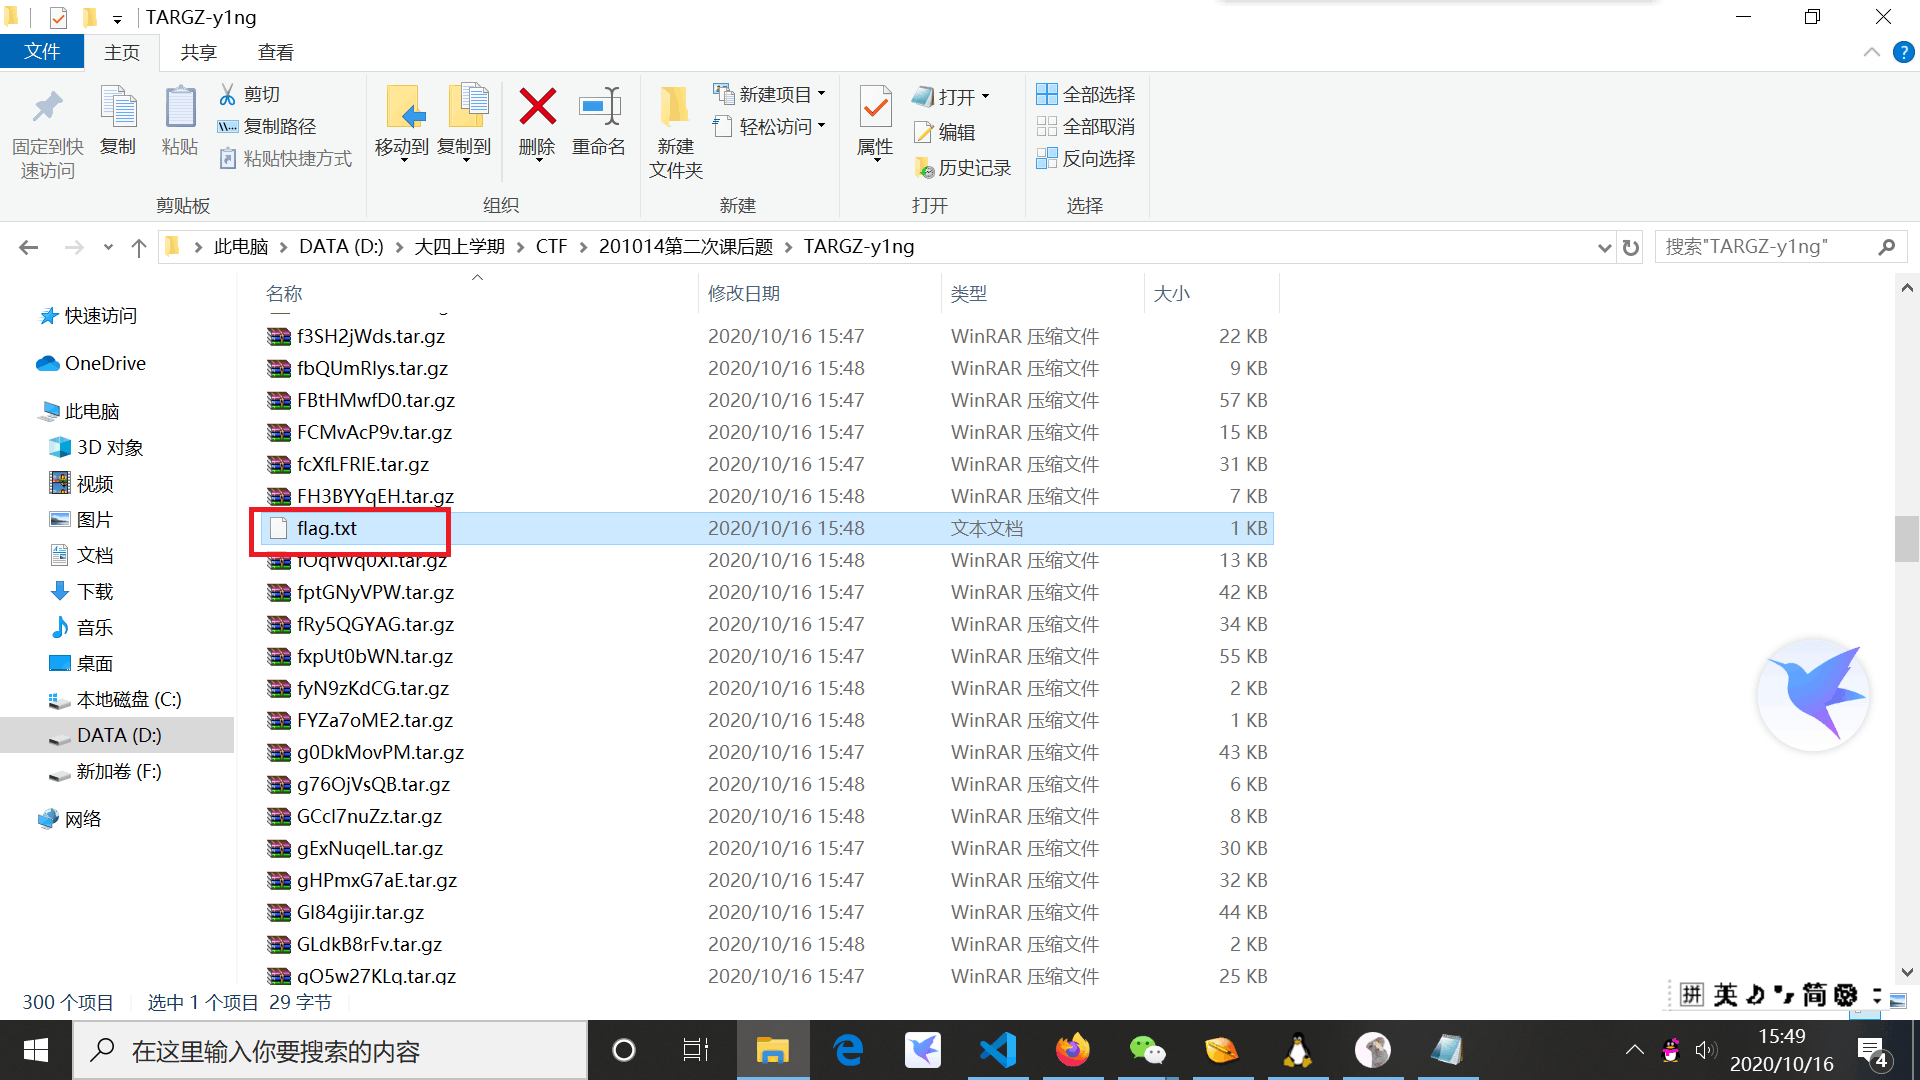 TARGZ-y1ng
文件 主页 共享 查看
固定到快速访问 复制 粘贴 剪切 复制路径 粘贴快捷方式
移动到 复制到 删除 重命名
新建文件夹 新建项目 轻松访问
属性 打开 编辑 历史记录
全部选择 全部取消 反向选择
剪贴板 组织 新建 打开 选择
此电脑 > DATA (D:) > 大四上学期 > CTF > 201014第二次课后题 > TARGZ-y1ng
搜索"TARGZ-y1ng"
快速访问
OneDrive
此电脑
3D 对象
视频
图片
文档
下载
音乐
桌面
本地磁盘 (C:)
DATA (D:)
新加卷 (F:)
网络
名称 修改日期 类型 大小
f3SH2jWds.tar.gz 2020/10/16 15:47 WinRAR 压缩文件 22 KB
fbQUmRlys.tar.gz 2020/10/16 15:48 WinRAR 压缩文件 9 KB
FBtHMwfD0.tar.gz 2020/10/16 15:47 WinRAR 压缩文件 57 KB
FCMvAcP9v.tar.gz 2020/10/16 15:47 WinRAR 压缩文件 15 KB
fcXfLFRIE.tar.gz 2020/10/16 15:47 WinRAR 压缩文件 31 KB
FH3BYYqEH.tar.gz 2020/10/16 15:48 WinRAR 压缩文件 7 KB
flag.txt 2020/10/16 15:48 文本文档 1 KB
2020/10/16 15:48 WinRAR 压缩文件 13 KB
fptGNyVPW.tar.gz 2020/10/16 15:47 WinRAR 压缩文件 42 KB
fRy5QGYAG.tar.gz 2020/10/16 15:47 WinRAR 压缩文件 34 KB
fxpUt0bWN.tar.gz 2020/10/16 15:47 WinRAR 压缩文件 55 KB
fyN9zKdCG.tar.gz 2020/10/16 15:48 WinRAR 压缩文件 2 KB
FYZa7oME2.tar.gz 2020/10/16 15:48 WinRAR 压缩文件 1 KB
g0DkMovPM.tar.gz 2020/10/16 15:47 WinRAR 压缩文件 43 KB
g76OjVsQB.tar.gz 2020/10/16 15:48 WinRAR 压缩文件 6 KB
GCcl7nuZz.tar.gz 2020/10/16 15:48 WinRAR 压缩文件 8 KB
gExNuqelL.tar.gz 2020/10/16 15:47 WinRAR 压缩文件 30 KB
gHPmxG7aE.tar.gz 2020/10/16 15:47 WinRAR 压缩文件 32 KB
Gl84gijir.tar.gz 2020/10/16 15:47 WinRAR 压缩文件 44 KB
GLdkB8rFv.tar.gz 2020/10/16 15:48 WinRAR 压缩文件 2 KB
gO5w27KLq.tar.gz 2020/10/16 15:47 WinRAR 压缩文件 25 KB
300 个项目 选中 1 个项目 29 字节
拼 英 简
在这里输入你要搜索的内容
15:49
2020/10/16
4